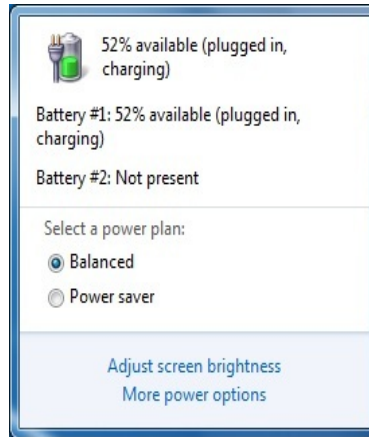 52% available (plugged in,
charging)
Battery #1: 52% available (plugged in,
charging)
Battery #2: Not present
Select a power plan:
Balanced
Power saver
Adjust screen brightness
More power options